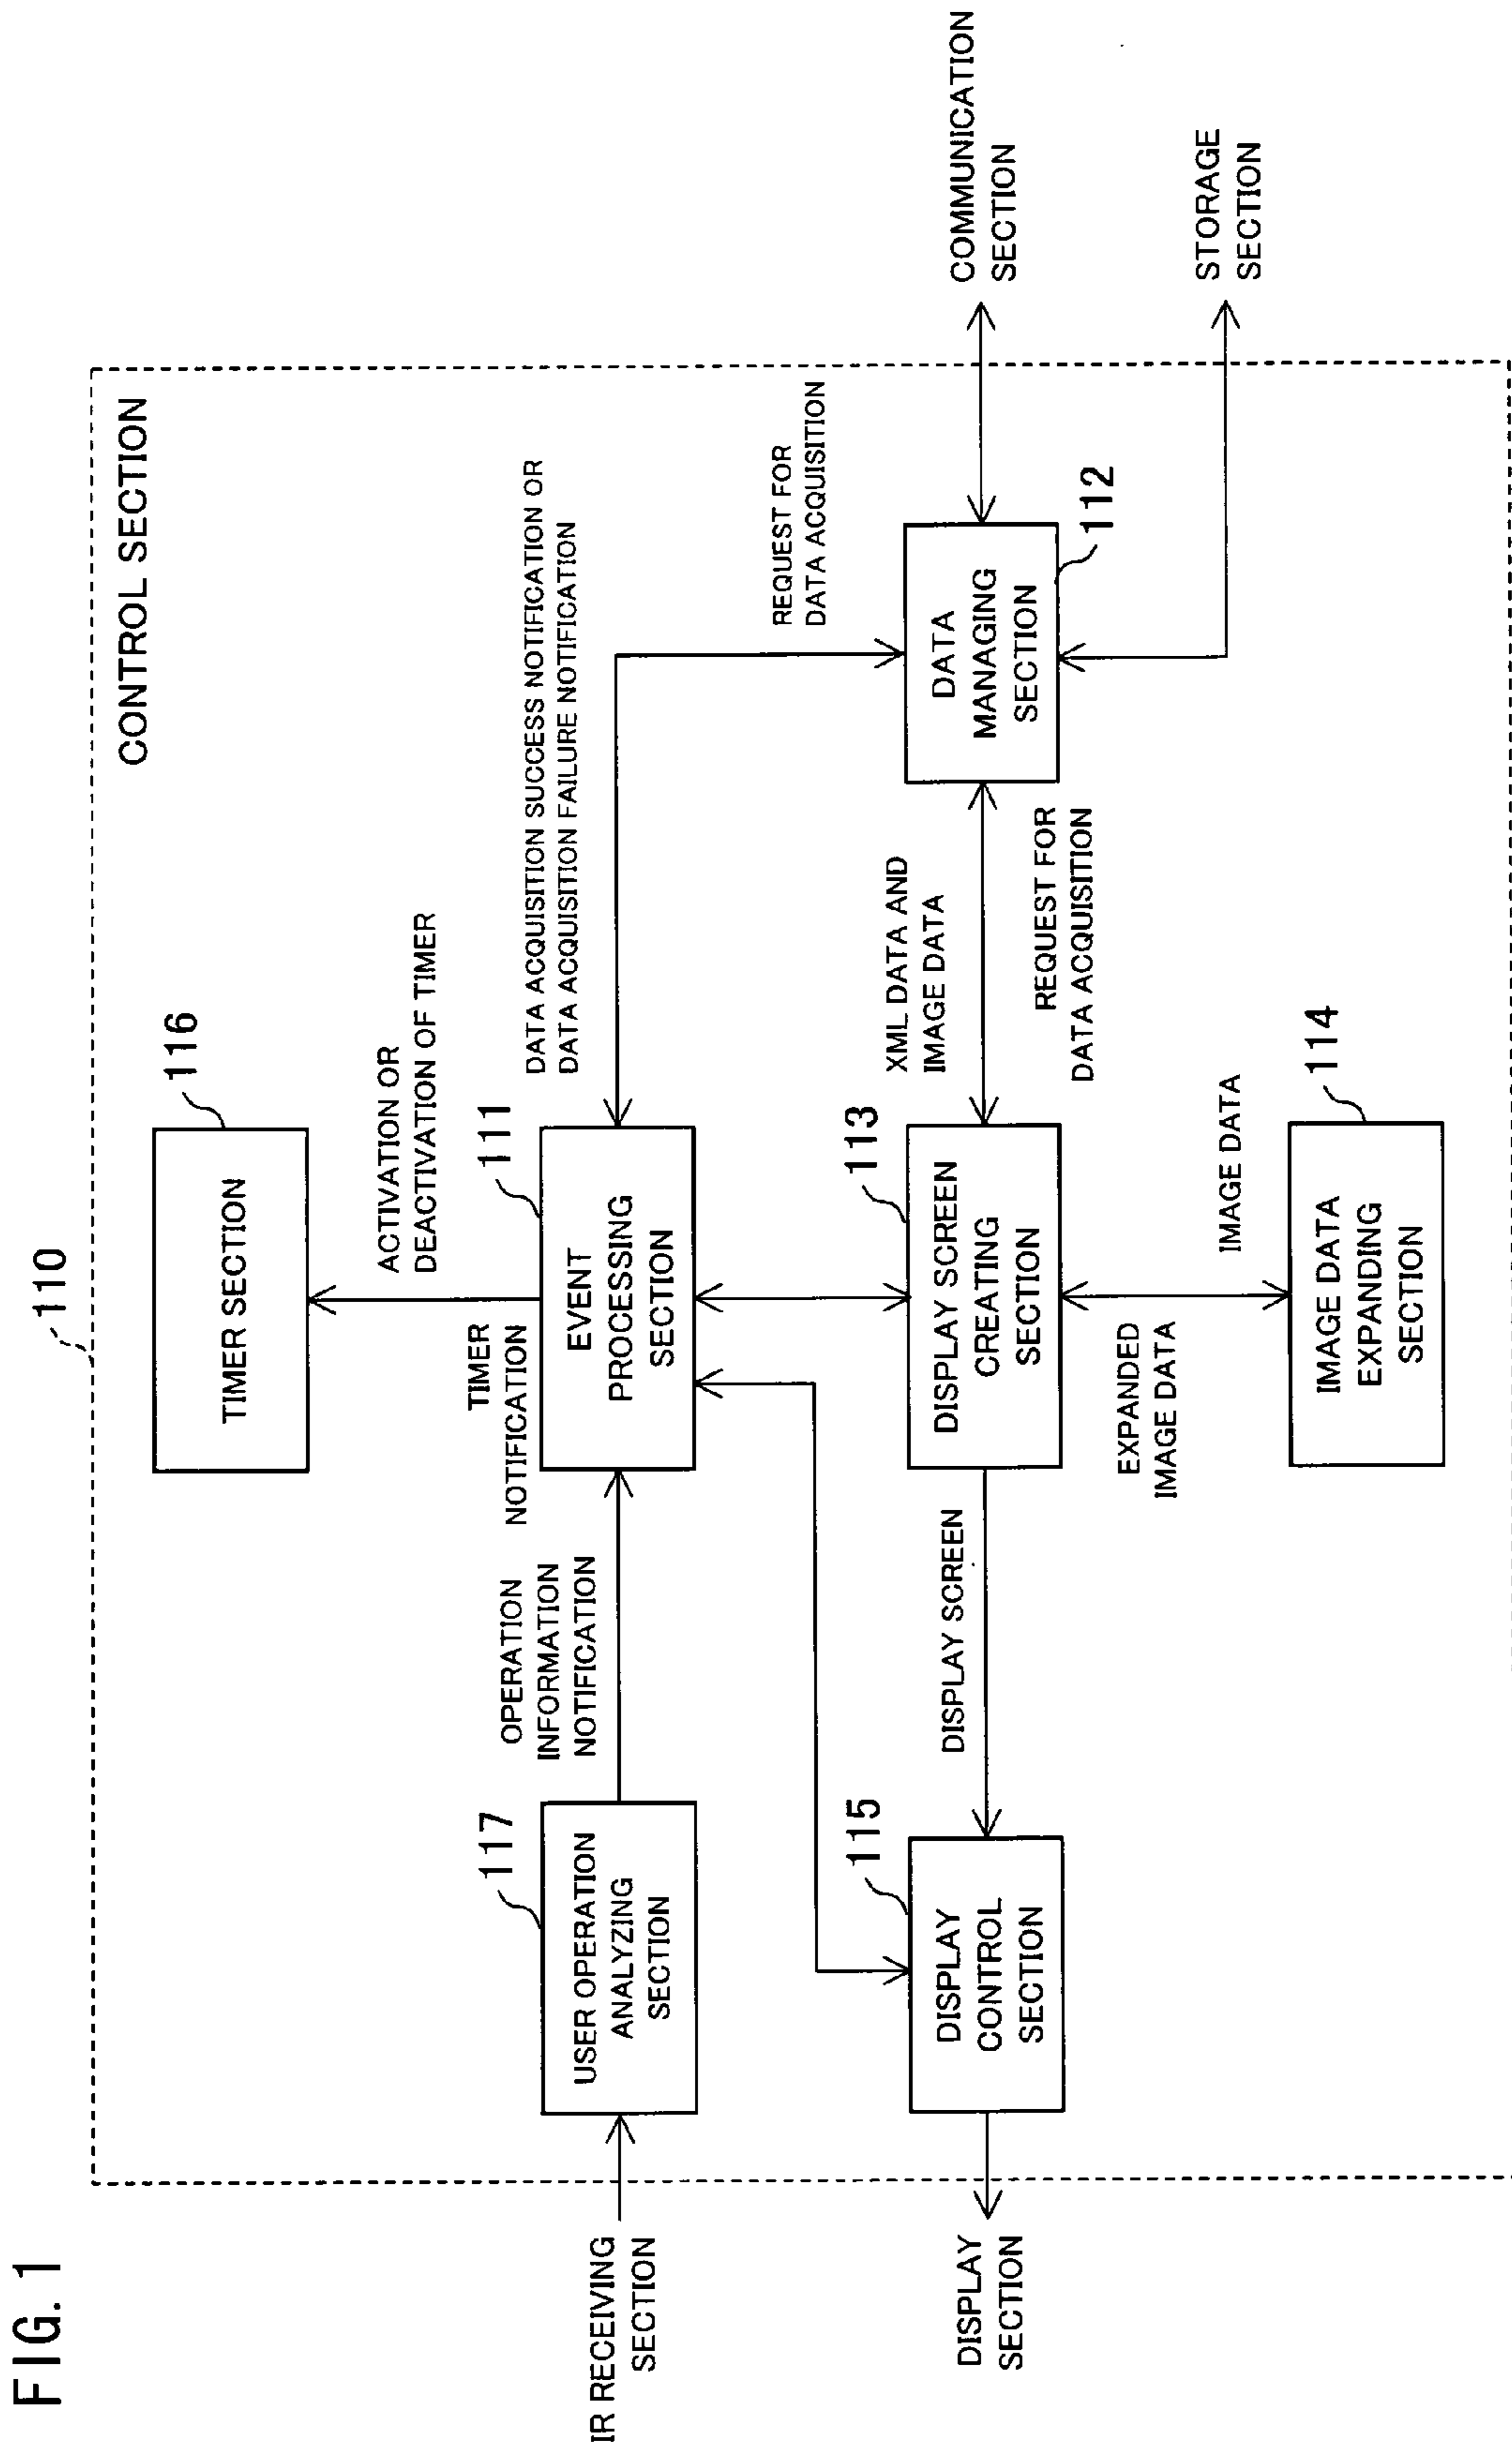 FIG. 1
110
CONTROL SECTION
116
TIMER SECTION
ACTIVATION OR
DEACTIVATION OF TIMER
TIMER
NOTIFICATION
117
USER OPERATION
ANALYZING
SECTION
OPERATION
INFORMATION
NOTIFICATION
111
EVENT
PROCESSING
SECTION
DATA ACQUISITION SUCCESS NOTIFICATION OR
DATA ACQUISITION FAILURE NOTIFICATION
REQUEST FOR
DATA ACQUISITION
IR RECEIVING
SECTION
115
DISPLAY
CONTROL
SECTION
DISPLAY SCREEN
113
DISPLAY SCREEN
CREATING
SECTION
XML DATA AND
IMAGE DATA
REQUEST FOR
DATA ACQUISITION
DATA
MANAGING
SECTION
112
COMMUNICATION
SECTION
STORAGE
SECTION
DISPLAY
SECTION
EXPANDED
IMAGE DATA
IMAGE DATA
114
IMAGE DATA
EXPANDING
SECTION